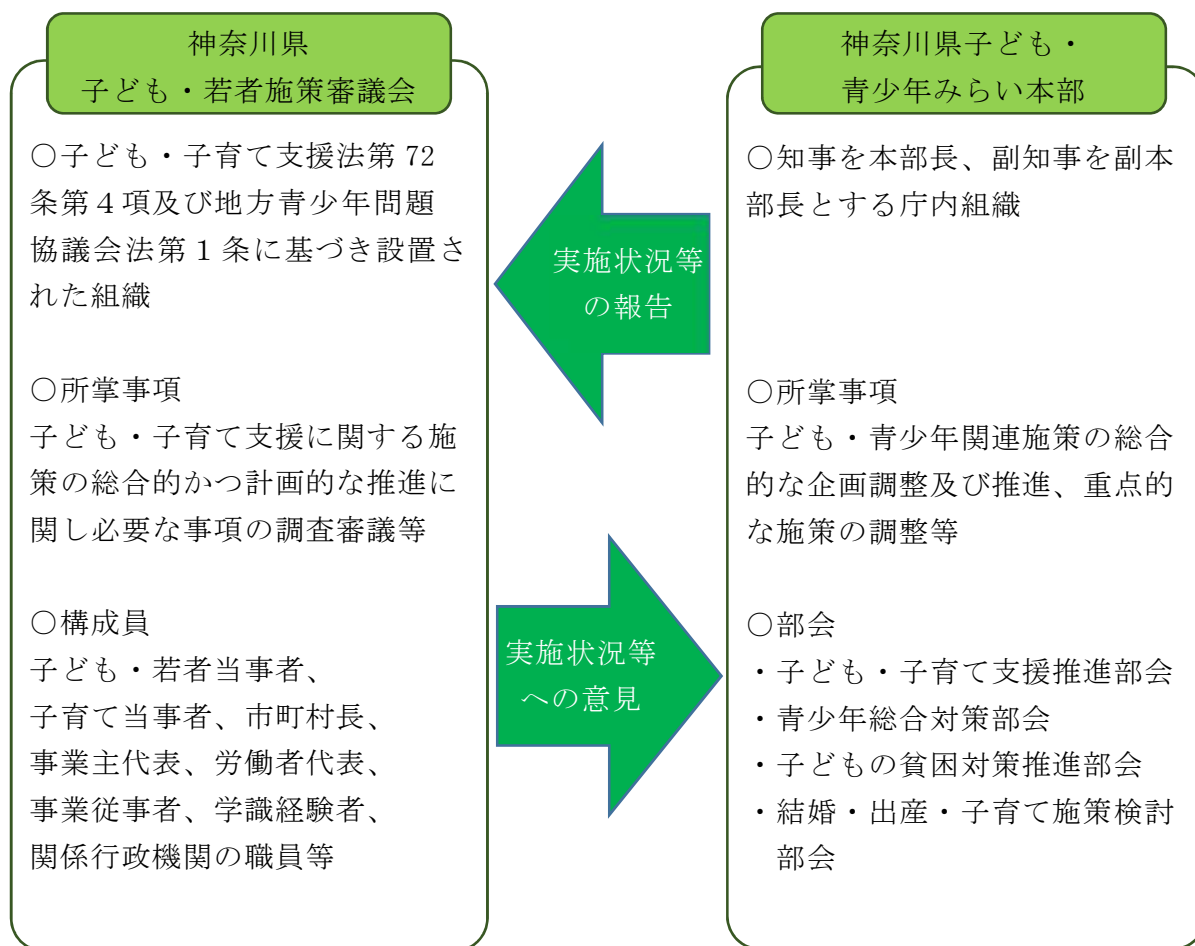 神奈川県
子ども・若者施策審議会
○子ども・子育て支援法第 72
条第４項及び地方青少年問題
協議会法第 1 条に基づき設置さ
れた組織
○所掌事項
子ども・子育て支援に関する施
策の総合的かつ計画的な推進に
関し必要な事項の調査審議等
○構成員
子ども・若者当事者、
子育て当事者、市町村長、
事業主代表、労働者代表、
事業従事者、学識経験者、
関係行政機関の職員等
実施状況等
の報告
実施状況等
への意見
神奈川県子ども・
青少年みらい本部
○知事を本部長、副知事を副本
部長とする庁内組織
○所掌事項
子ども・青少年関連施策の総合
的な企画調整及び推進、重点的
な施策の調整等
○部会
・子ども・子育て支援推進部会
・青少年総合対策部会
・子どもの貧困対策推進部会
・結婚・出産・子育て施策検討
部会